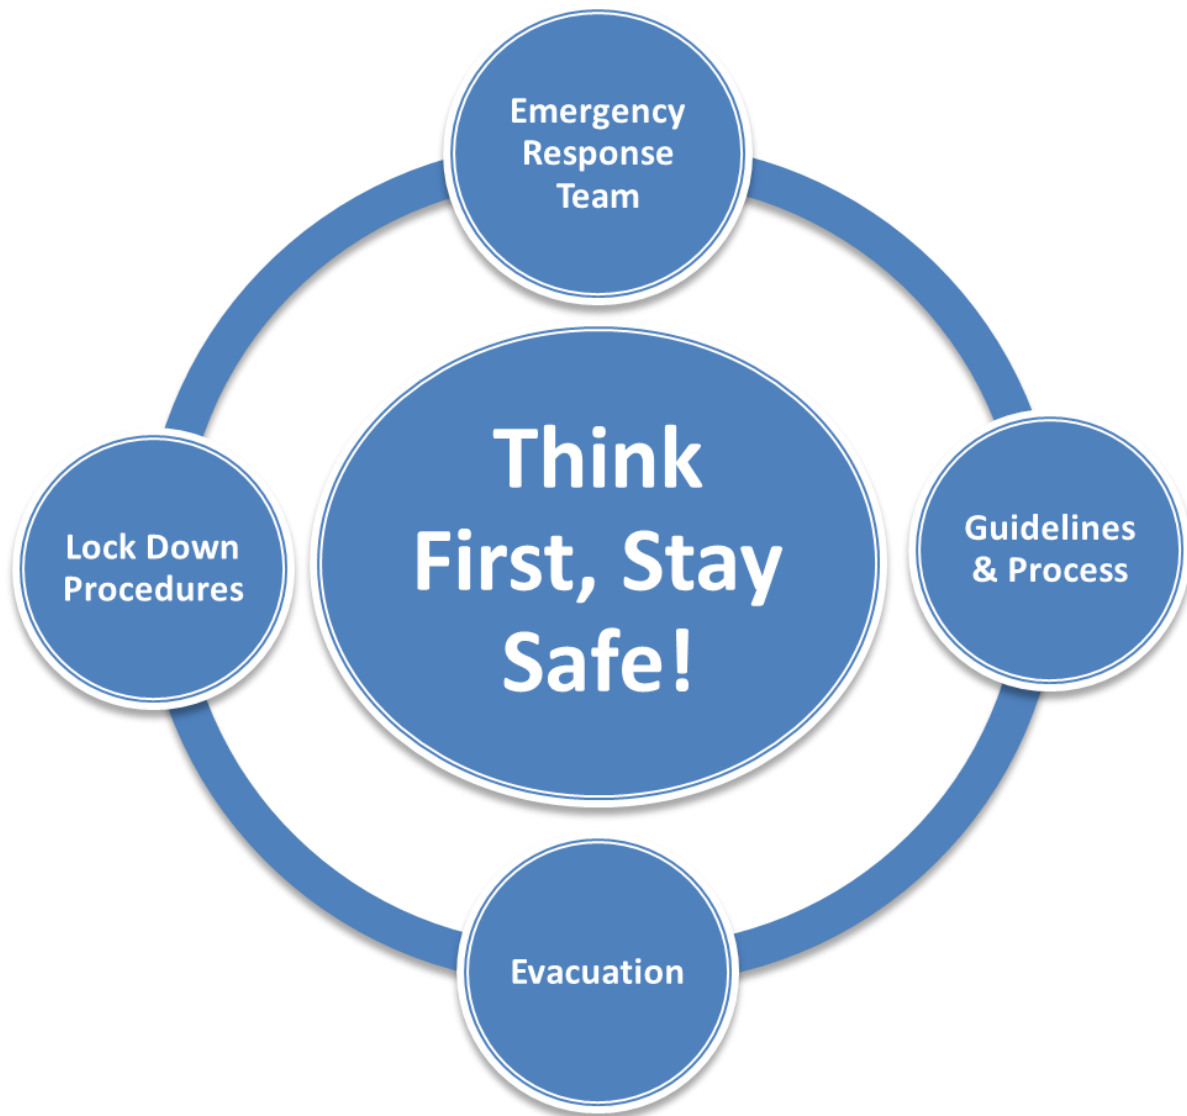 Emergency
Response
Team
Think
First, Stay
Safe!
Guidelines
& Process
Lock Down
Procedures
Evacuation